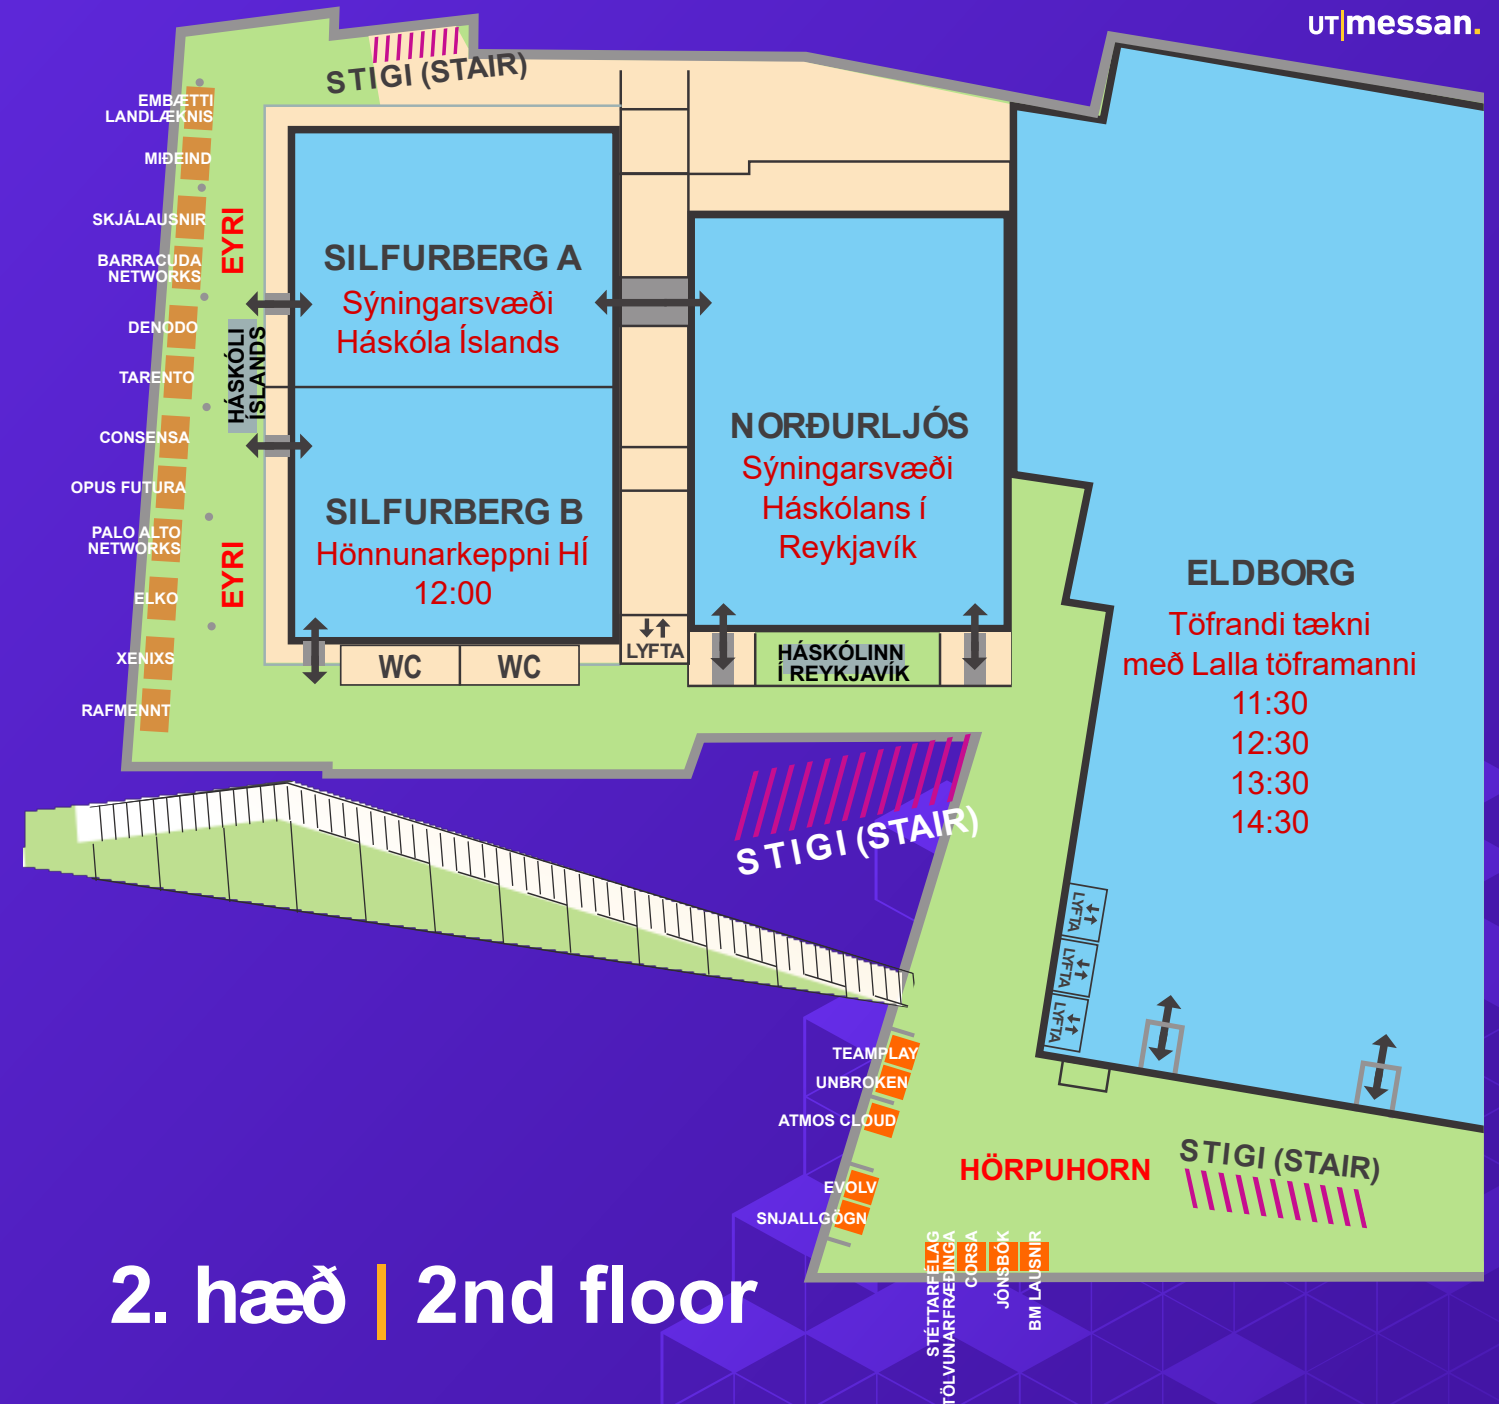 UT|messan.
STIGI (STAIR)
EMBÆTTI
LANDLÆKNIS
MIÐEIND
SKJÁLAUSNIR
BARRACUDA
NETWORKS
DENODO
TARENTO
CONSENSA
OPUS FUTURA
PALO ALTO
NETWORKS
ELKO
XENIXS
RAFMENNT
EYRI
HÁSKÓLI
ÍSLANDS
EYRI
SILFURBERG A
Sýningarsvæði
Háskóla Íslands
SILFURBERG B
Hönnunarkeppni HÍ
12:00
WC
WC
LYFTA
NORÐURLJÓS
Sýningarsvæði
Háskólans í
Reykjavík
HÁSKÓLINN
Í REYKJAVÍK
ELDBORG
Töfrandi tækni
með Lalla töframanni
11:30
12:30
13:30
14:30
STIGI (STAIR)
LYFTA
LYFTA
LYFTA
TEAMPLAY
UNBROKEN
ATMOS CLOUD
EVOLV
SNJALLGÖGN
HÖRPUHORN
STIGI (STAIR)
STÉTTARFÉLAG
TÖLVUNARFRÆÐINGA
CORSA
JÓNSBÓK
BM LAUSNIR
2. hæð | 2nd floor